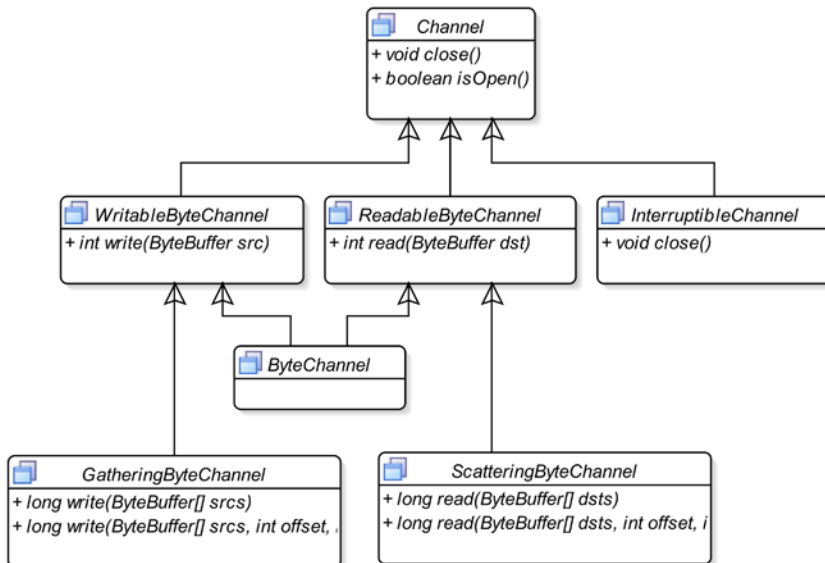 Channel
+ void close()
+ boolean isOpen()
WritableByteChannel
+ int write(ByteBuffer src)
ReadableByteChannel
+ int read(ByteBuffer dst)
InterruptibleChannel
+ void close()
ByteChannel
GatheringByteChannel
+ long write(ByteBuffer[] srcs)
+ long write(ByteBuffer[] srcs, int offset,
ScatteringByteChannel
+ long read(ByteBuffer[] dsts)
+ long read(ByteBuffer[] dsts, int offset, i